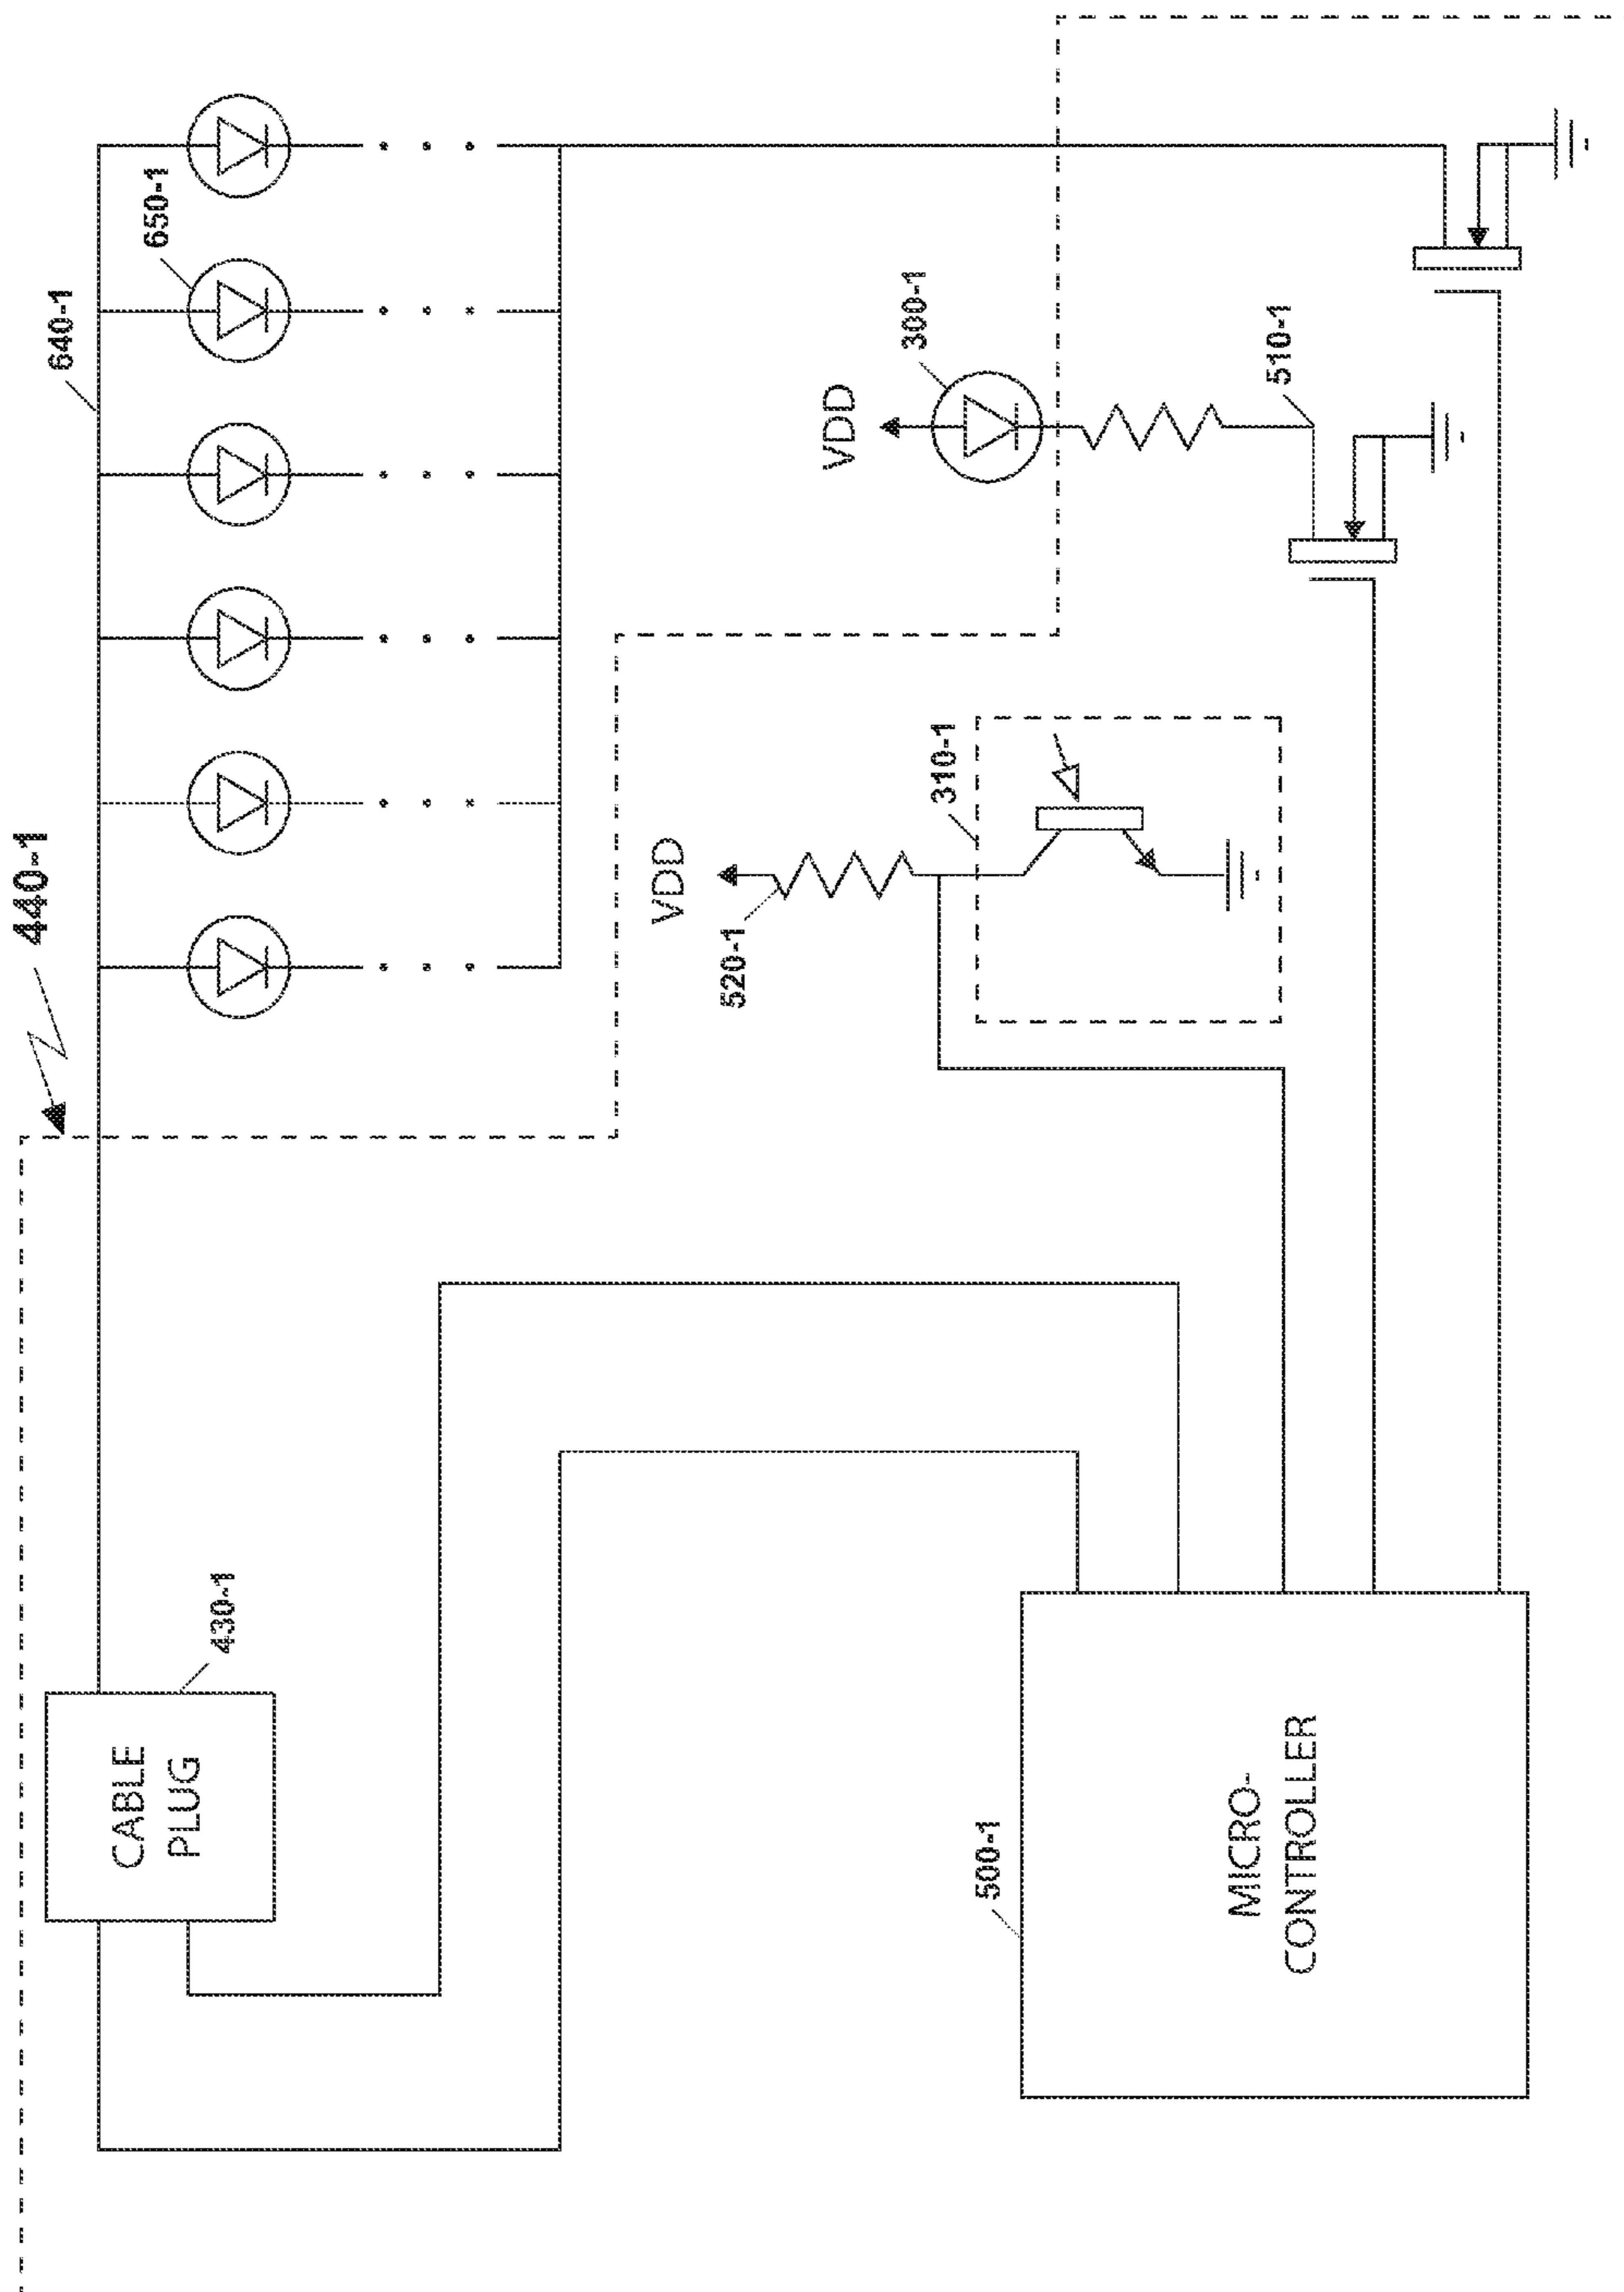 440-1
640-1
650-1
CABLE
PLUG
430-1
VDD
520-1
310-1
VDD
300-1
510-1
500-1
MICRO-
CONTROLLER